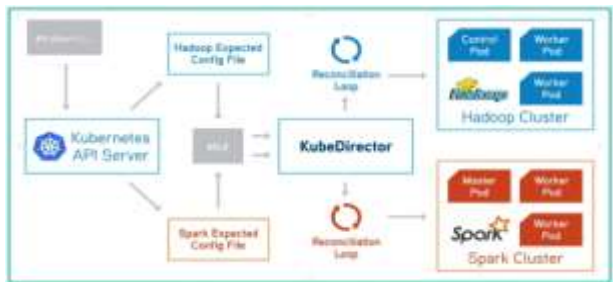 Hadoop Expected
Config File
Kubernetes
API Server
Spark Expected
Config File
KubeDirector
Reconciliation
Loop
Reconciliation
Loop
Control
Pod
Worker
Pod
Worker
Pod
Hadoop Cluster
Master
Pod
Worker
Pod
Spark
Worker
Pod
Spark Cluster